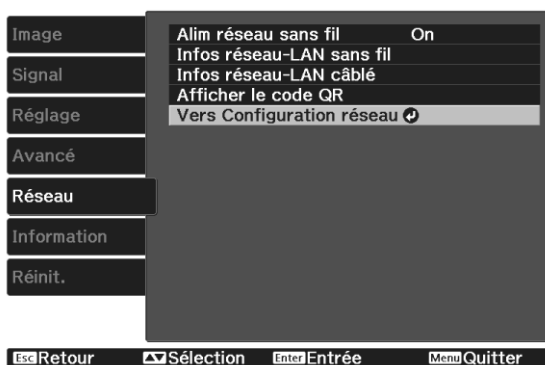 Image
Signal
Réglage
Avancé
Réseau
Information
Réinit.
Alim réseau sans fil On
Infos réseau-LAN sans fil
Infos réseau-LAN câblé
Afficher le code QR
Vers Configuration réseau
Esc Retour Sélection Enter Entrée Menu Quitter